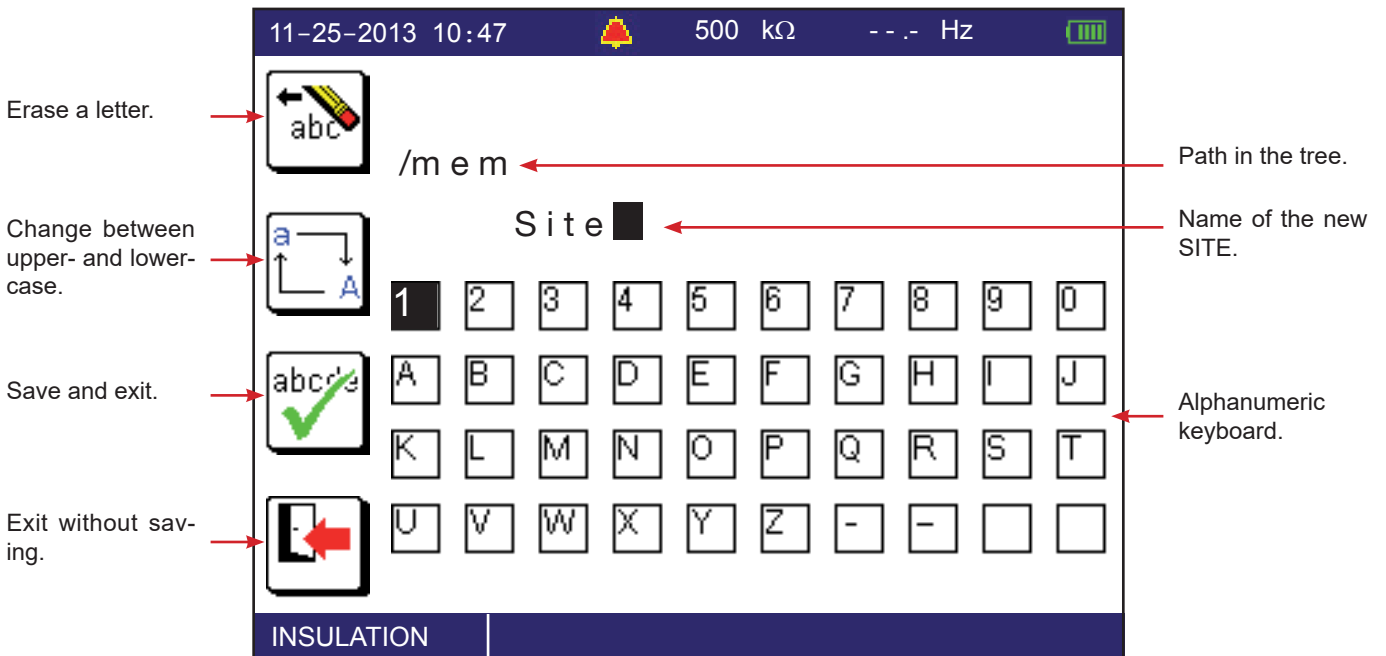 11-25-2013 10:47 500 kΩ - - .- Hz
Erase a letter.
abc
/mem
Path in the tree.
Site
Name of the new
SITE.
Change between
upper- and lower-
case.
a
A
1 2 3 4 5 6 7 8 9 0
Save and exit.
abcde
A B C D E F G H I J
Alphanumeric
keyboard.
K L M N O P Q R S T
Exit without sav-
ing.
U V W X Y Z - –
INSULATION